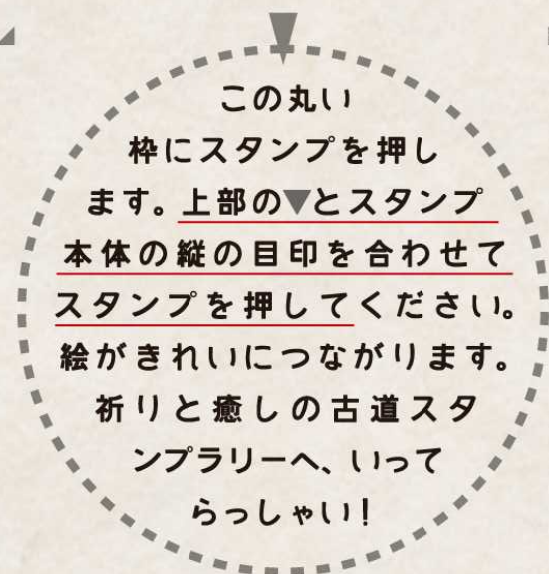 この丸い
枠にスタンプを押し
ます。上部の▼とスタンプ
本体の縦の目印を合わせて
スタンプを押してください。
絵がきれいにつながります。
祈りと癒しの古道スタ
ンプラリーへ、いって
らっしゃい！